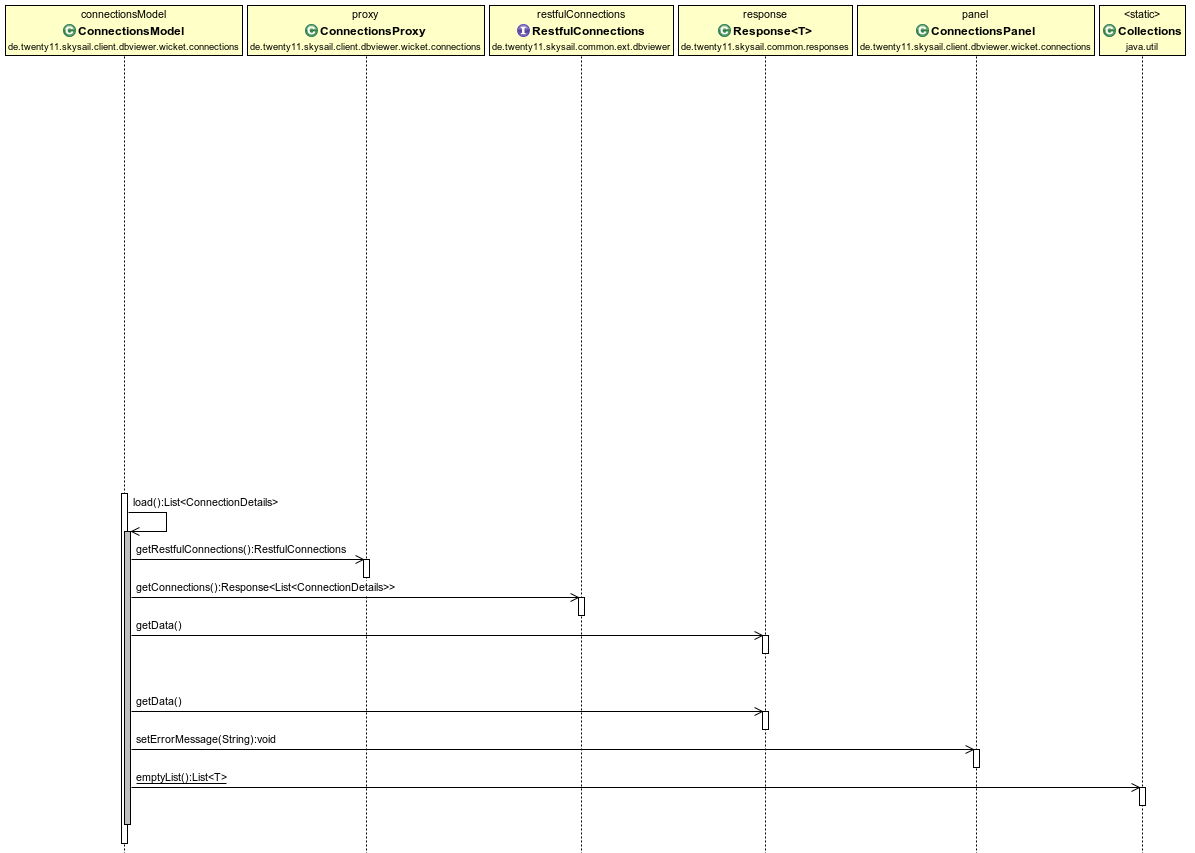 connectionsModel
C ConnectionsModel
de.twenty11.skysail.client.dbviewer.wicket.connections
proxy
C ConnectionsProxy
de.twenty11.skysail.client.dbviewer.wicket.connections
restfulConnections
I RestfulConnections
de.twenty11.skysail.common.ext.dbviewer
response
C Response<T>
de.twenty11.skysail.common.responses
panel
C ConnectionsPanel
de.twenty11.skysail.client.dbviewer.wicket.connections
<static>
C Collections
java.util
load():List<ConnectionDetails>
getRestfulConnections():RestfulConnections
getConnections():Response<List<ConnectionDetails>>
getData()
getData()
setErrorMessage(String):void
emptyList():List<T>